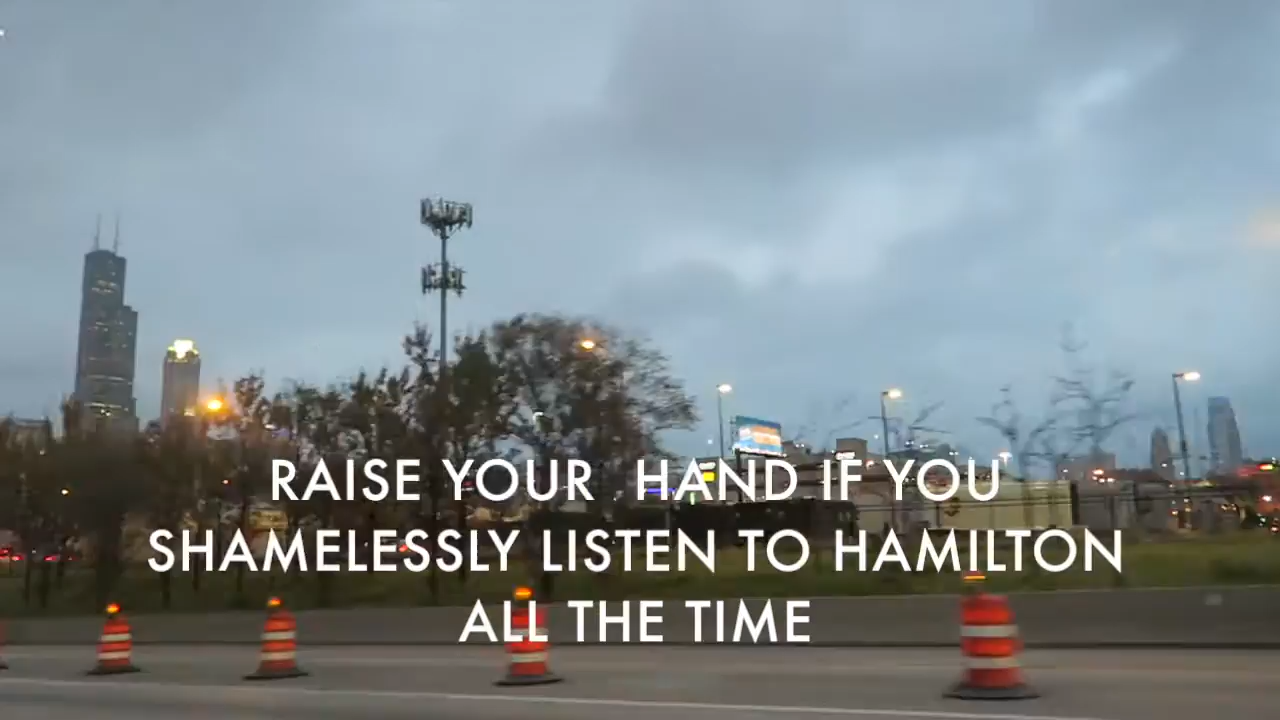 RAISE YOUR  HAND IF YOU
SHAMELESSLY LISTEN TO HAMILTON
ALL THE TIME